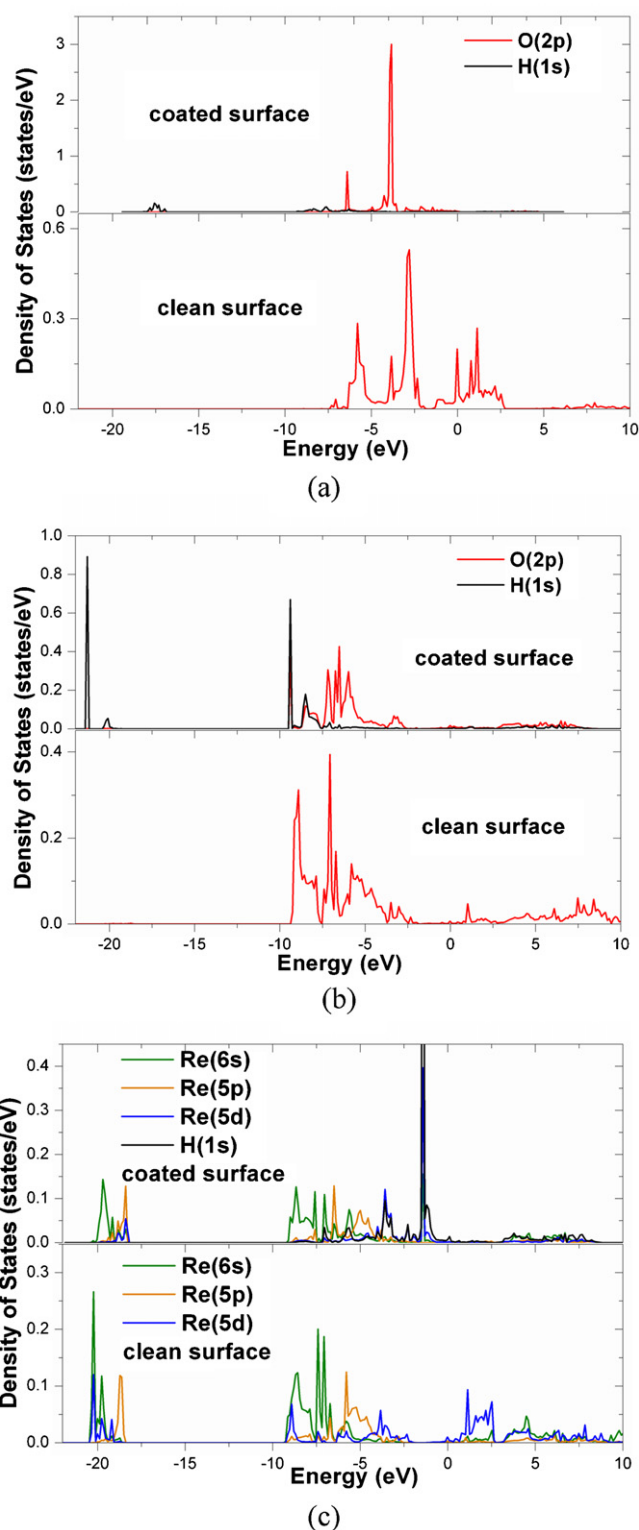 3
2
1
0
O(2p)
H(1s)
coated surface
0.6
0.3
0.0
clean surface
Density of States (states/eV)
-20 -15 -10 -5 0 5 10
Energy (eV)
(a)
1.0
0.8
0.6
0.4
0.2
0.0
O(2p)
H(1s)
coated surface
0.4
0.2
0.0
clean surface
Density of States (states/eV)
-20 -15 -10 -5 0 5 10
Energy (eV)
(b)
0.4
0.3
0.2
0.1
0.0
Re(6s)
Re(5p)
Re(5d)
H(1s)
coated surface
0.3
0.2
0.1
0.0
Re(6s)
Re(5p)
Re(5d)
clean surface
Density of States (states/eV)
-20 -15 -10 -5 0 5 10
Energy (eV)
(c)